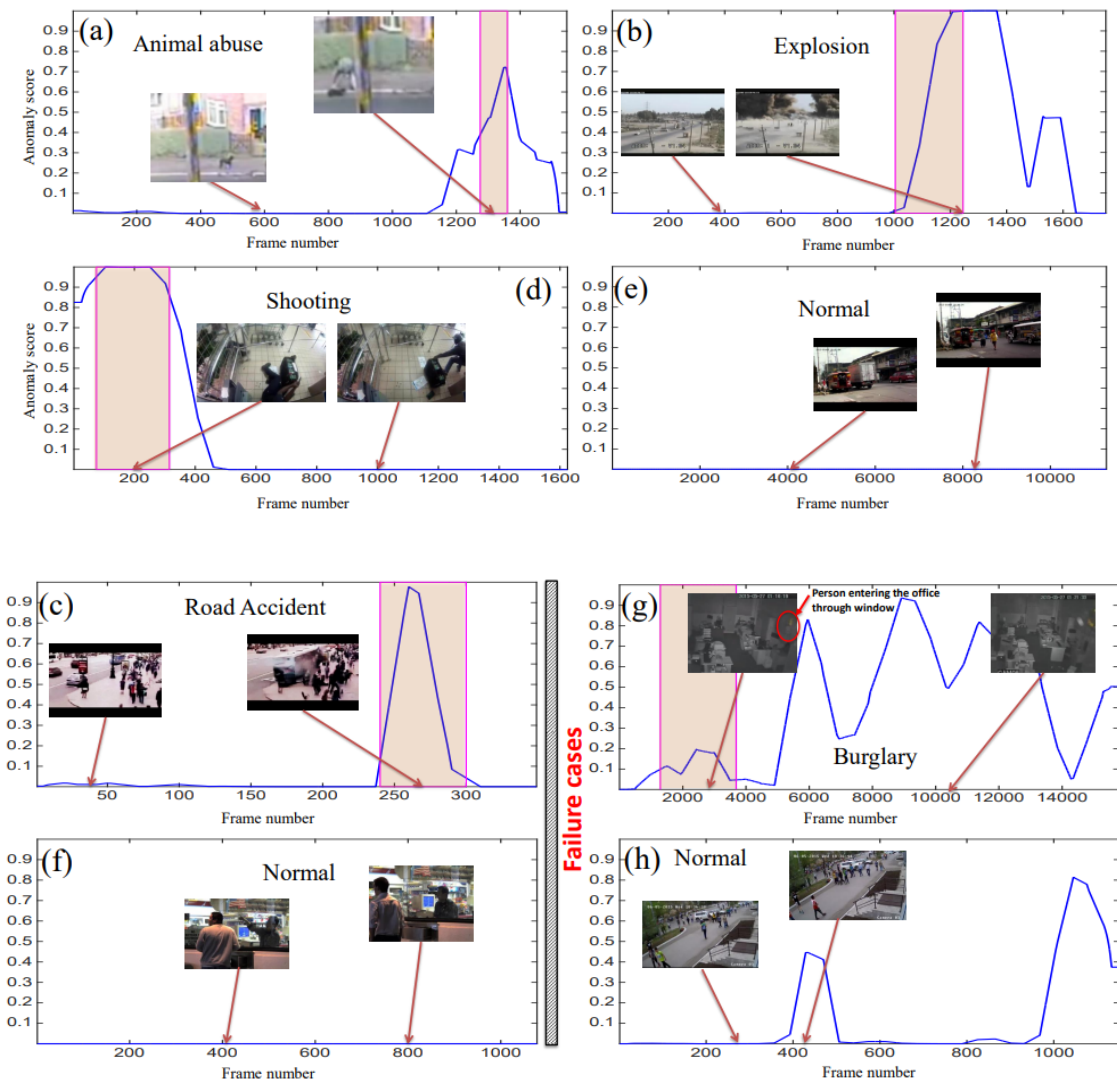 (a)
Animal abuse
Anomaly score
0.9
0.8
0.7
0.6
0.5
0.4
0.3
0.2
0.1
200 400 600 800 1000 1200 1400
Frame number
(b)
Explosion
0.9
0.8
0.7
0.6
0.5
0.4
0.3
0.2
0.1
200 400 600 800 1000 1200 1400 1600
Frame number
Shooting
(d)
Anomaly score
0.9
0.8
0.7
0.6
0.5
0.4
0.3
0.2
0.1
200 400 600 800 1000 1200 1400 1600
Frame number
Normal
(e)
0.9
0.8
0.7
0.6
0.5
0.4
0.3
0.2
0.1
2000 4000 6000 8000 10000
Frame number
(c)
Road Accident
0.9
0.8
0.7
0.6
0.5
0.4
0.3
0.2
0.1
50 100 150 200 250 300
Frame number
Failure cases
(g)
Person entering the office
through window
Burglary
0.9
0.8
0.7
0.6
0.5
0.4
0.3
0.2
0.1
2000 4000 6000 8000 10000 12000 14000
Frame number
(f)
Normal
0.9
0.8
0.7
0.6
0.5
0.4
0.3
0.2
0.1
200 400 600 800 1000
Frame number
Normal
(h)
0.9
0.8
0.7
0.6
0.5
0.4
0.3
0.2
0.1
200 400 600 800 1000
Frame number